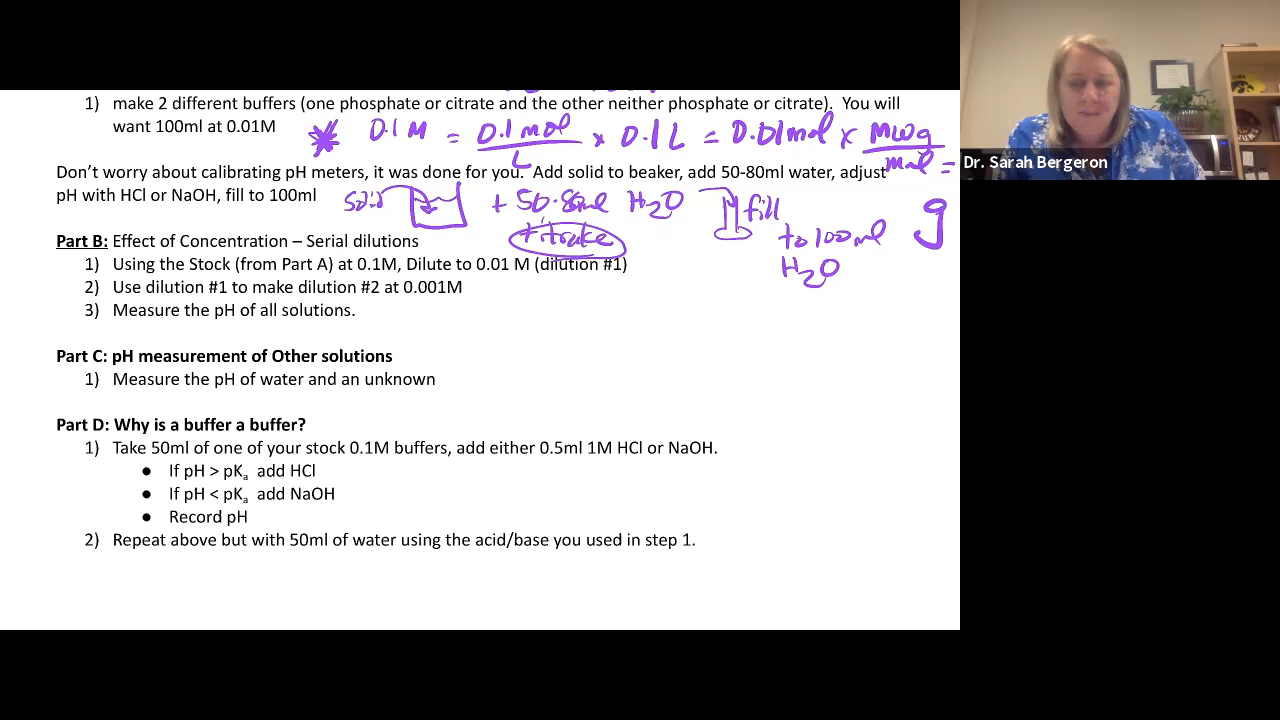 1) make 2 different buffers (one phosphate or citrate and the other neither phosphate or citrate). You will
want 100ml at 0.01M
0.1 M = 0.1 mol / L x 0.1 L = 0.01 mol x MW g / mol =
g
Don't worry about calibrating pH meters, it was done for you. Add solid to beaker, add 50-80ml water, adjust
pH with HCl or NaOH, fill to 100ml
solid + 50-80ml H2O fill
titrate to 100 ml
H2O
Part B: Effect of Concentration – Serial dilutions
1) Using the Stock (from Part A) at 0.1M, Dilute to 0.01 M (dilution #1)
2) Use dilution #1 to make dilution #2 at 0.001M
3) Measure the pH of all solutions.
Part C: pH measurement of Other solutions
1) Measure the pH of water and an unknown
Part D: Why is a buffer a buffer?
1) Take 50ml of one of your stock 0.1M buffers, add either 0.5ml 1M HCl or NaOH.
● If pH > pKa add HCl
● If pH < pKa add NaOH
● Record pH
2) Repeat above but with 50ml of water using the acid/base you used in step 1.
Dr. Sarah Bergeron
IOWA